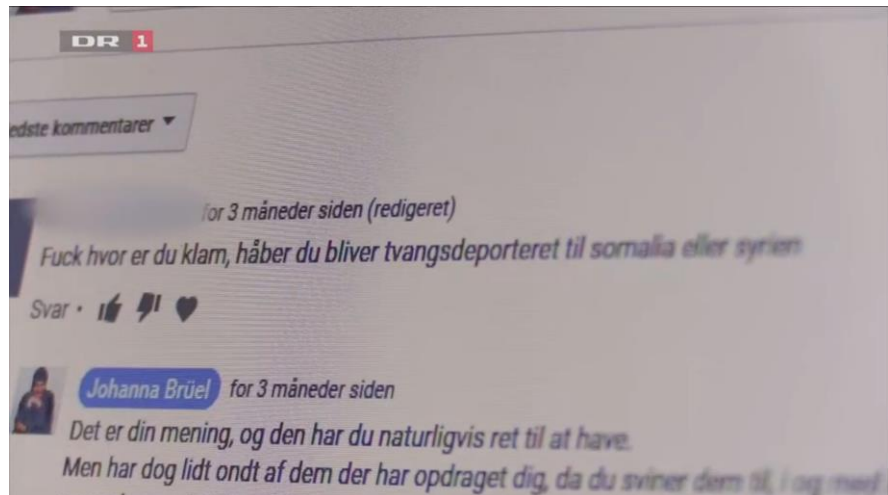 DR 1
edste kommentarer
for 3 måneder siden (redigeret)
Fuck hvor er du klam, håber du bliver tvangsdeporteret til somalia eller syrien
Svar •
Johanna Brüel for 3 måneder siden
Det er din mening, og den har du naturligvis ret til at have.
Men har dog lidt ondt af dem der har opdraget dig, da du sviner dem til, i og med